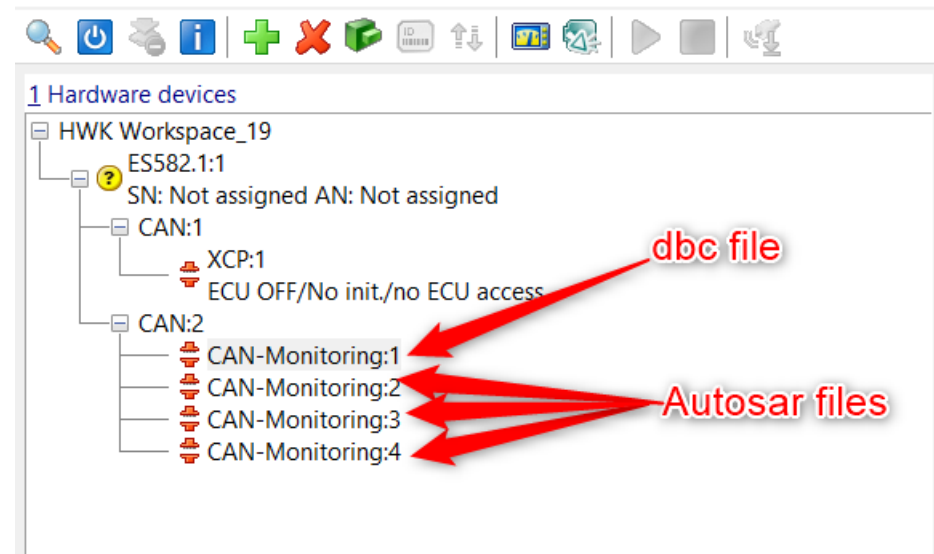 ID
1 Hardware devices
HWK Workspace_19
ES582.1:1
SN: Not assigned AN: Not assigned
CAN:1
dbc file
XCP:1
ECU OFF/No init./no ECU access
CAN:2
CAN-Monitoring:1
CAN-Monitoring:2
Autosar files
CAN-Monitoring:3
CAN-Monitoring:4